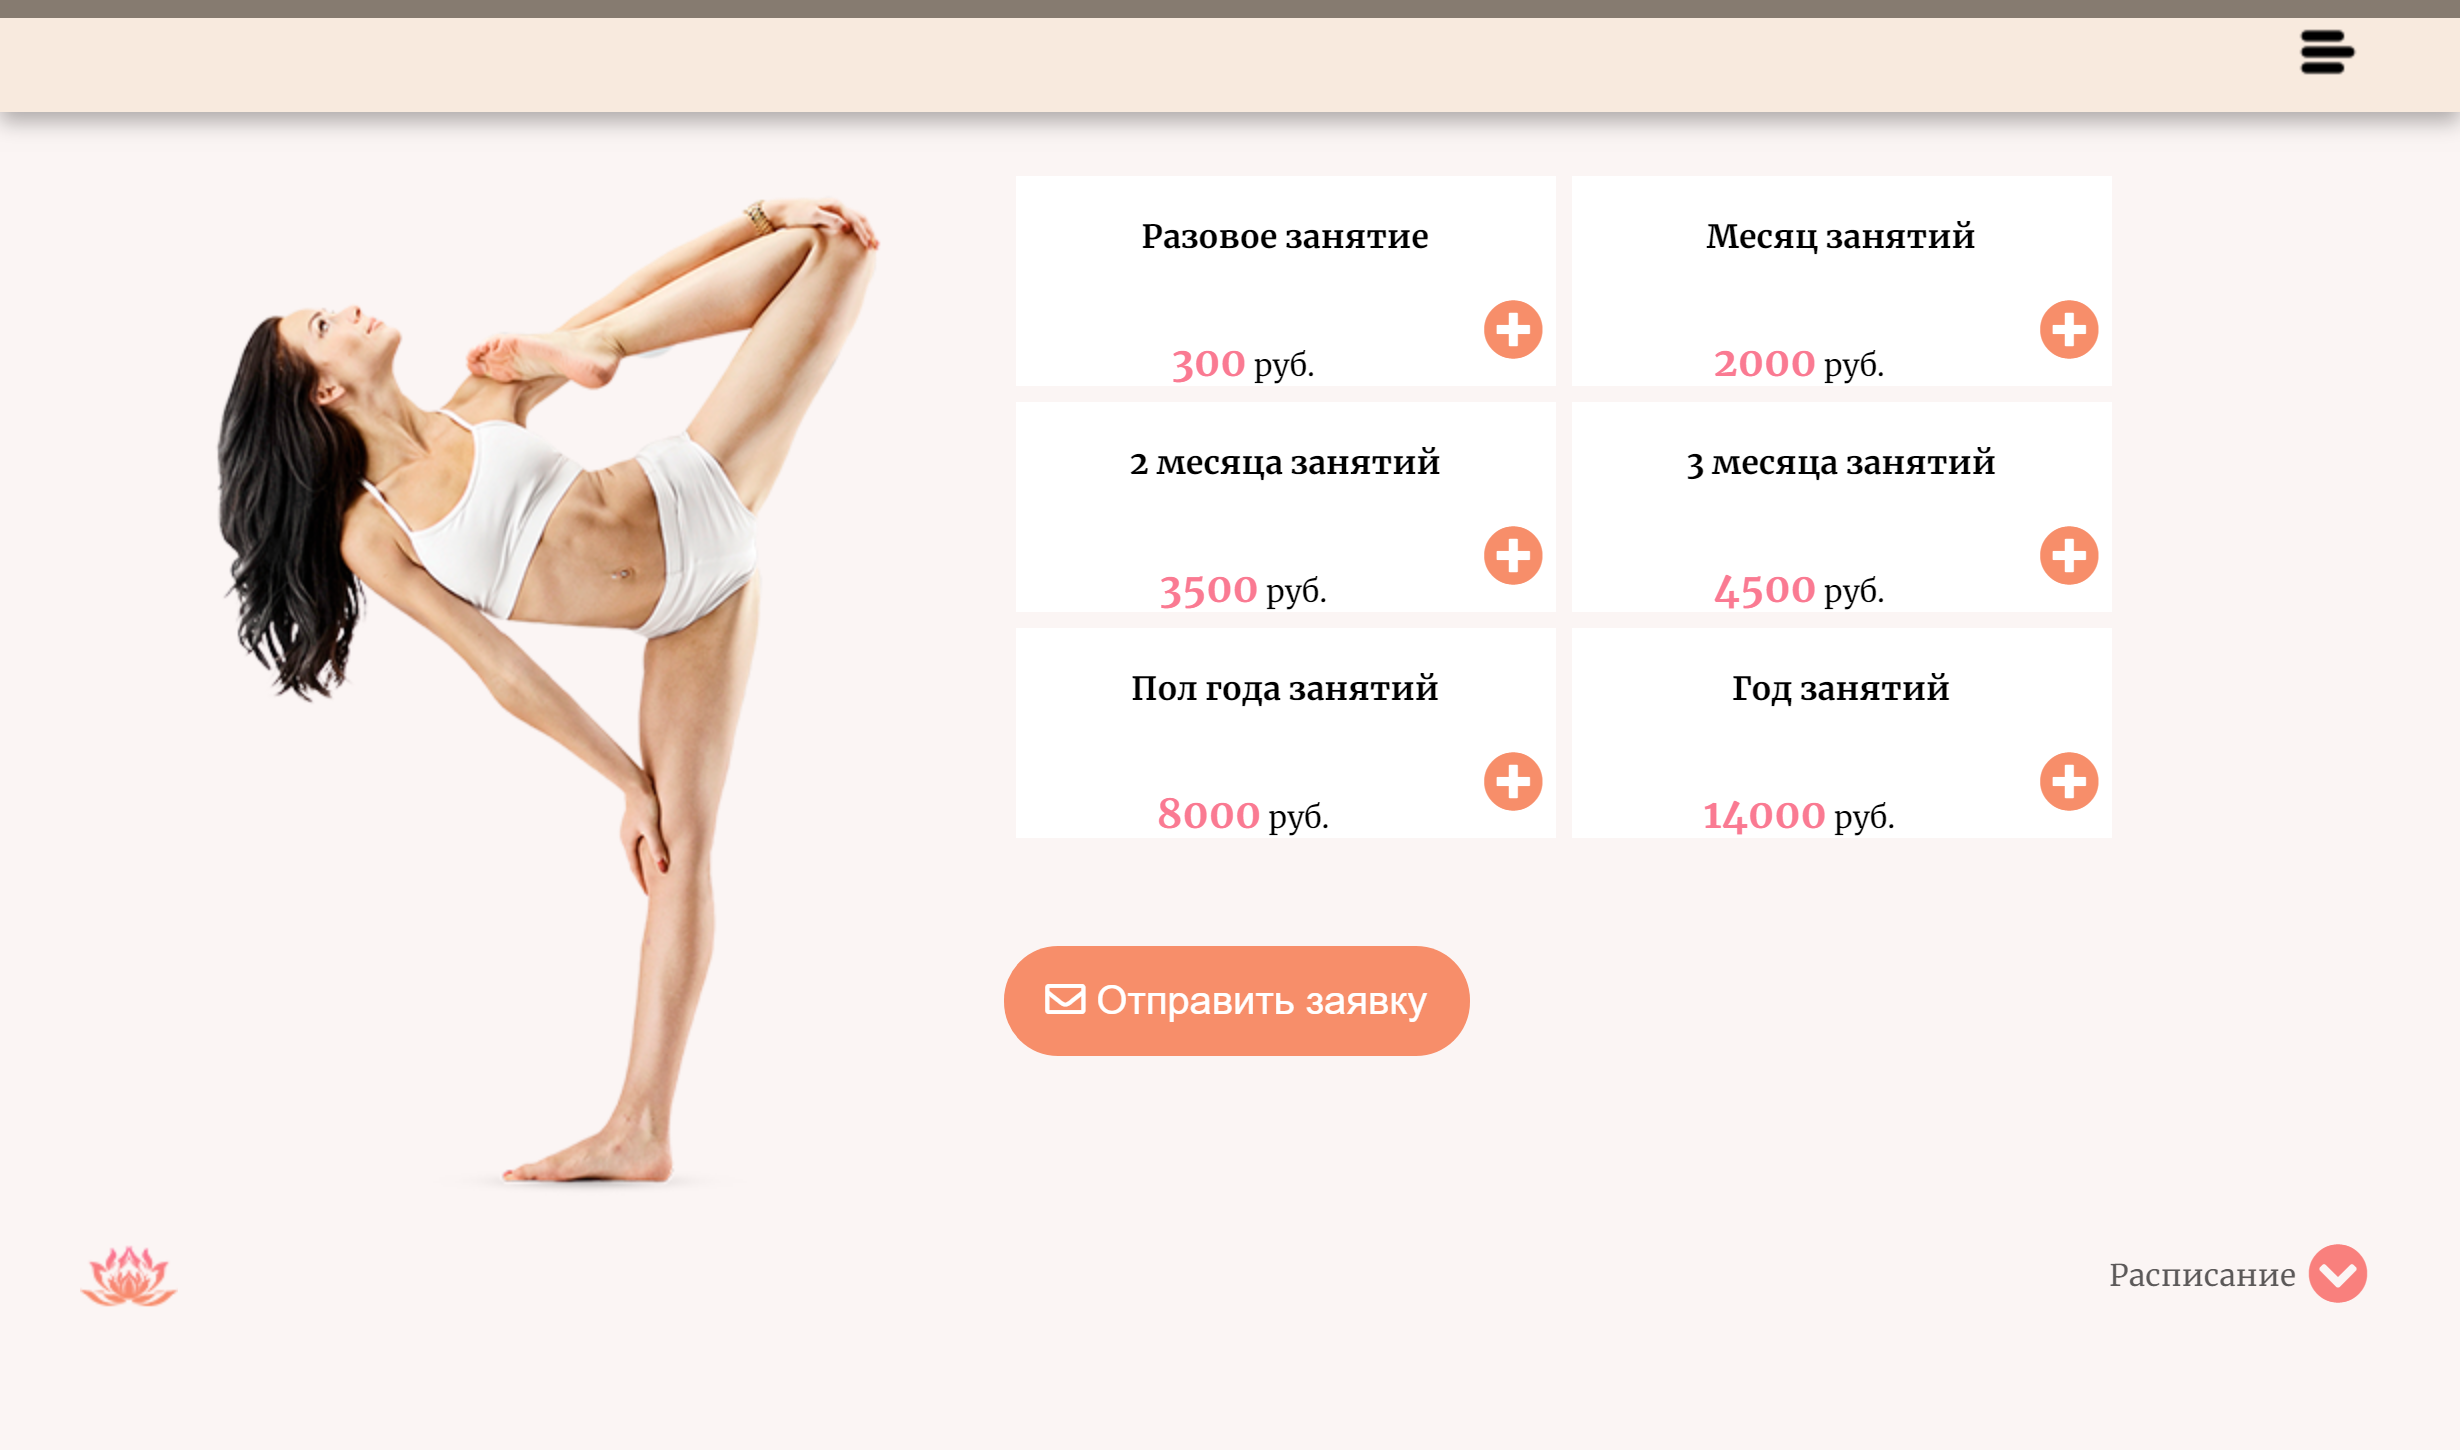 Разовое занятие
300 руб.
Месяц занятий
2000 руб.
2 месяца занятий
3500 руб.
3 месяца занятий
4500 руб.
Пол года занятий
8000 руб.
Год занятий
14000 руб.
Отправить заявку
Расписание